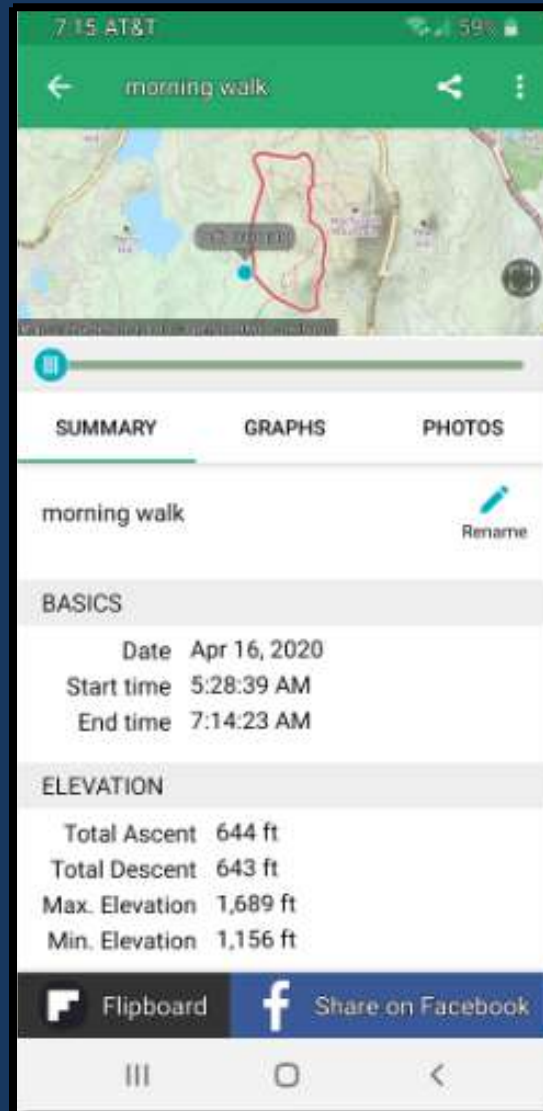 7:15 AT&T 59%
morning walk
SUMMARY GRAPHS PHOTOS
morning walk
Rename
BASICS
Date Apr 16, 2020
Start time 5:28:39 AM
End time 7:14:23 AM
ELEVATION
Total Ascent 644 ft
Total Descent 643 ft
Max. Elevation 1,689 ft
Min. Elevation 1,156 ft
Flipboard
Share on Facebook